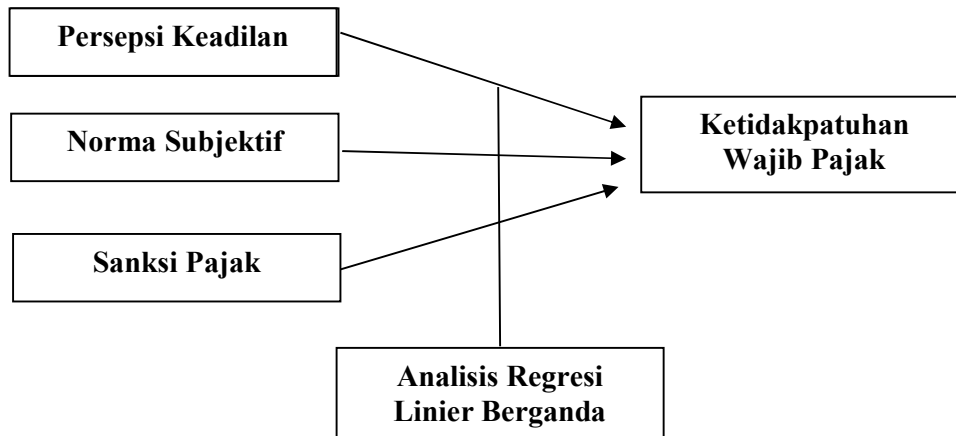 Persepsi Keadilan
Norma Subjektif
Sanksi Pajak
Ketidakpatuhan
Wajib Pajak
Analisis Regresi
Linier Berganda